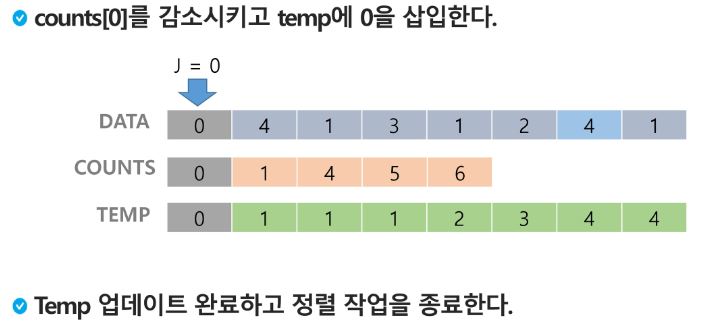 counts[0]를 감소시키고 temp에 0을 삽입한다.
J = 0
DATA 0 4 1 3 1 2 4 1
COUNTS 0 1 4 5 6
TEMP 0 1 1 1 2 3 4 4
Temp 업데이트 완료하고 정렬 작업을 종료한다.